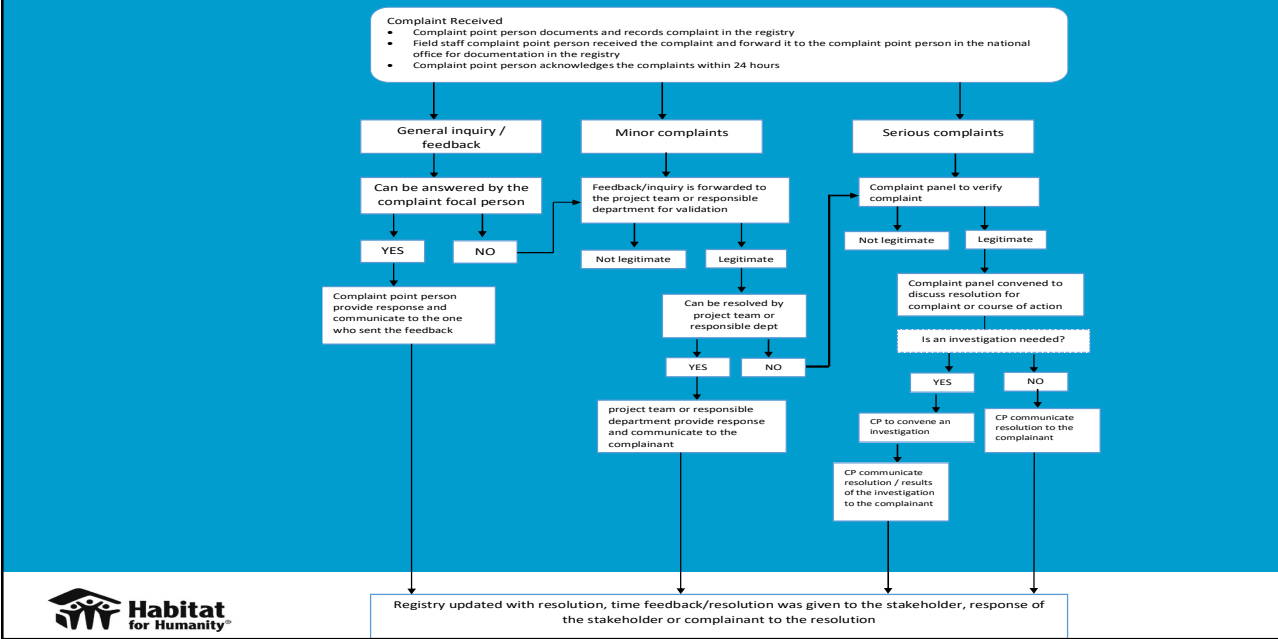 Complaint Received
• Complaint point person documents and records complaint in the registry
• Field staff complaint point person received the complaint and forward it to the complaint point person in the national
office for documentation in the registry
• Complaint point person acknowledges the complaints within 24 hours
General inquiry /
feedback
Minor complaints
Serious complaints
Can be answered by the
complaint focal person
Feedback/inquiry is forwarded to
the project team or responsible
department for validation
Complaint panel to verify
complaint
YES
NO
Not legitimate
Legitimate
Not legitimate
Legitimate
Complaint point person
provide response and
communicate to the one
who sent the feedback
Can be resolved by
project team or
responsible dept
Complaint panel convened to
discuss resolution for
complaint or course of action
Is an investigation needed?
YES
NO
YES
NO
project team or responsible
department provide response
and communicate to the
complainant
CP to convene an
investigation
CP communicate
resolution to the
complainant
CP communicate
resolution / results
of the investigation
to the complainant
Habitat
for Humanity®
Registry updated with resolution, time feedback/resolution was given to the stakeholder, response of
the stakeholder or complainant to the resolution